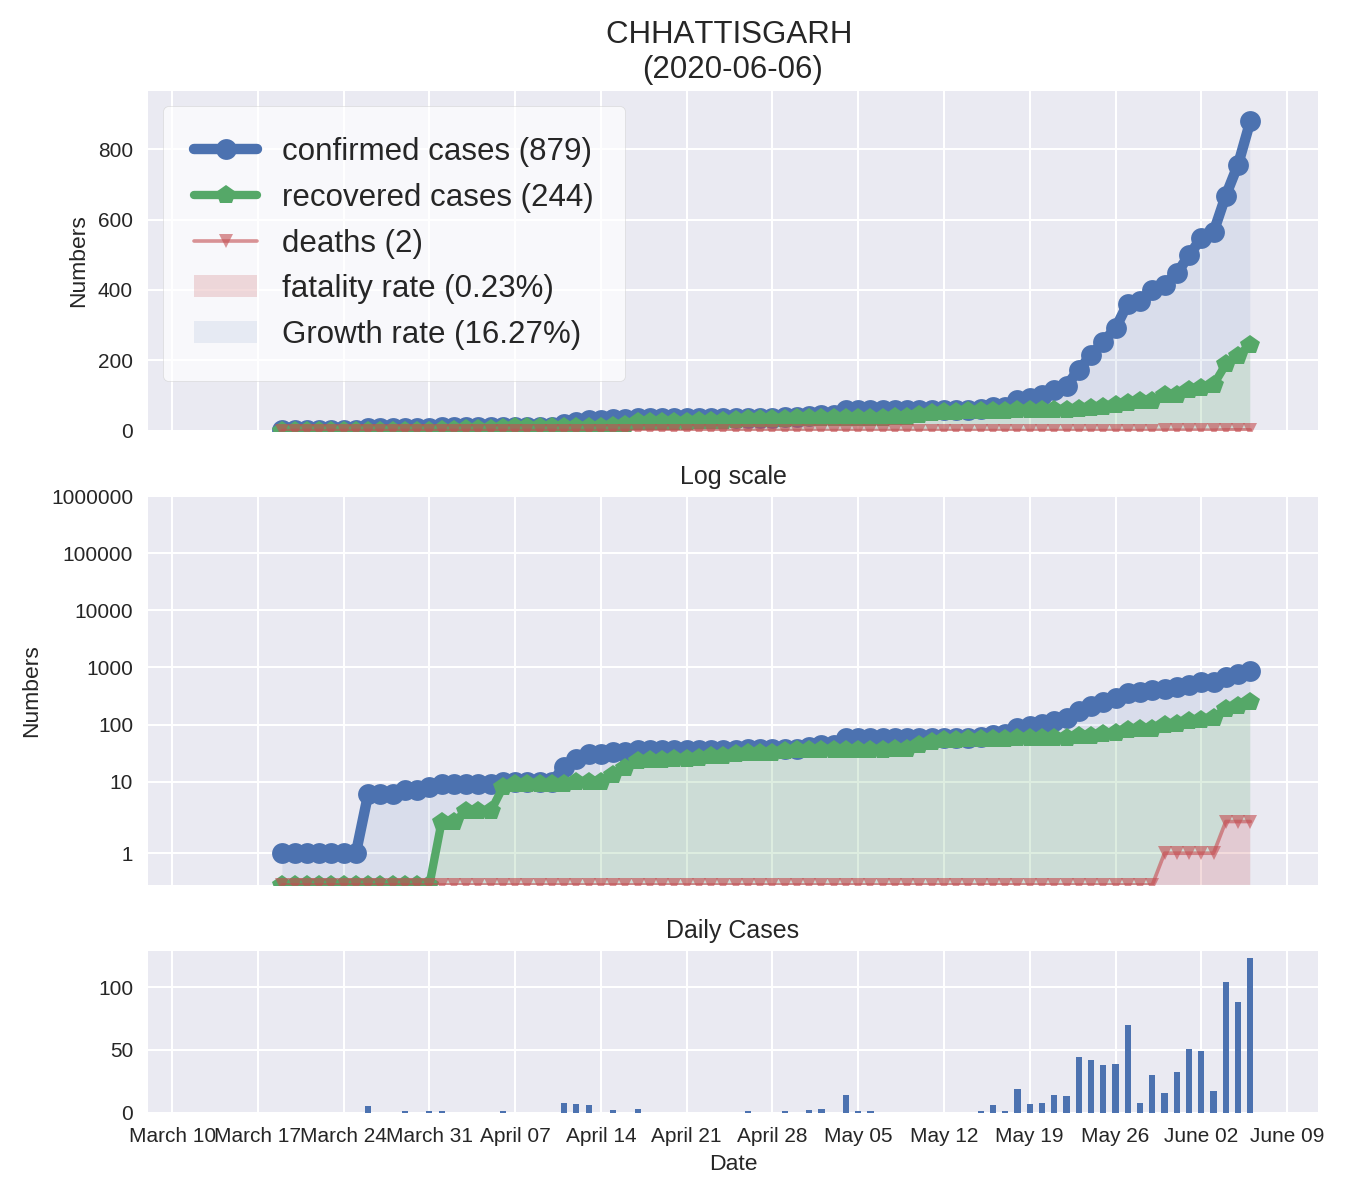 CHHATTISGARH
(2020-06-06)
confirmed cases (879)
recovered cases (244)
deaths (2)
fatality rate (0.23%)
Growth rate (16.27%)
Numbers
800
600
400
200
0
Log scale
Numbers
1000000
100000
10000
1000
100
10
1
Daily Cases
100
50
0
March 10 March 17 March 24 March 31 April 07 April 14 April 21 April 28 May 05 May 12 May 19 May 26 June 02 June 09
Date